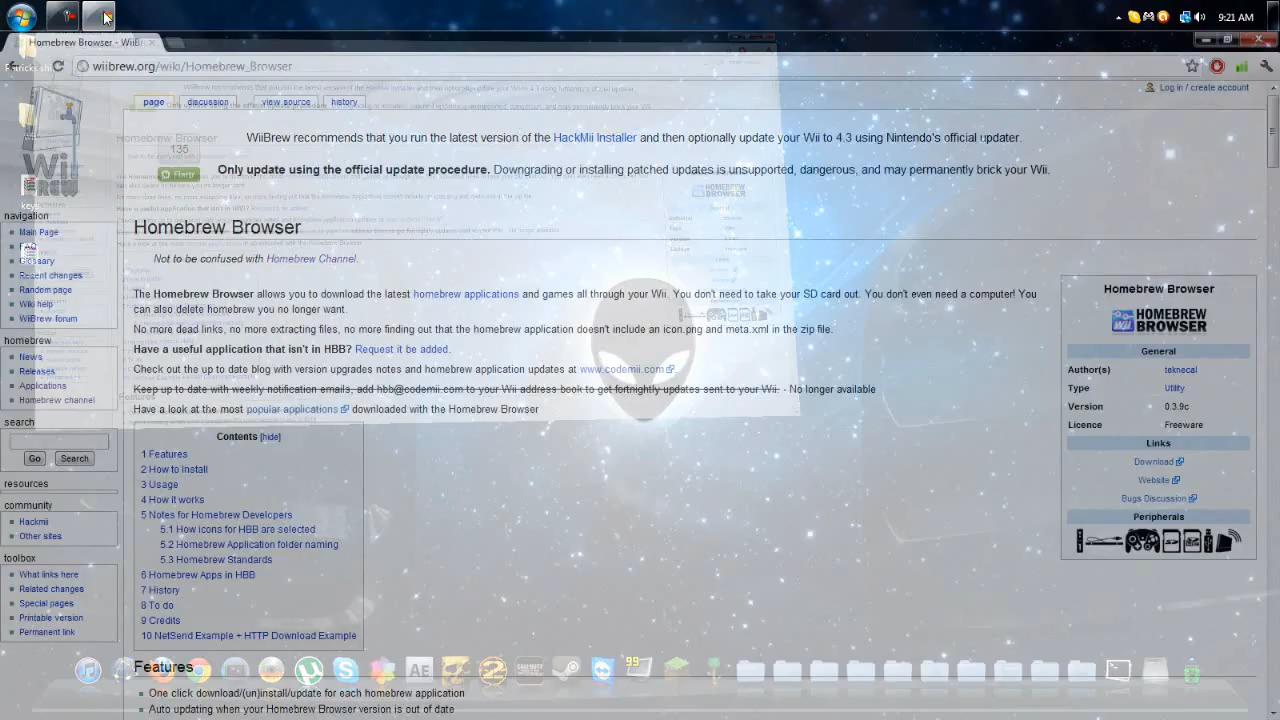 9:21 AM
Homebrew Browser - WiiB
wiibrew.org/wiki/Homebrew_Browser
Log in / create account
page
discussion
view source
history
WiiBrew recommends that you run the latest version of the HackMii Installer and then optionally update your Wii to 4.3 using Nintendo's official updater.
Only update using the official update procedure. Downgrading or installing patched updates is unsupported, dangerous, and may permanently brick your Wii.
135
Flattr
Wii
BREW
Homebrew Browser
Not to be confused with Homebrew Channel.
The Homebrew Browser allows you to download the latest homebrew applications and games all through your Wii. You don't need to take your SD card out. You don't even need a computer! You
can also delete homebrew you no longer want.
No more dead links, no more extracting files, no more finding out that the homebrew application doesn't include an icon.png and meta.xml in the zip file.
Have a useful application that isn't in HBB? Request it be added.
Check out the up to date blog with version upgrades notes and homebrew application updates at www.codemii.com
Keep up to date with weekly notification emails, add hbb@codemii.com to your Wii address book to get fortnightly updates sent to your Wii. - No longer available
Have a look at the most popular applications downloaded with the Homebrew Browser
navigation
Main Page
Glossary
Recent changes
Random page
Wiki help
WiiBrew forum
homebrew
News
Releases
Applications
Homebrew channel
search
Go
Search
resources
community
Hackmii
Other sites
toolbox
What links here
Related changes
Special pages
Printable version
Permanent link
Contents [hide]
1 Features
2 How to Install
3 Usage
4 How it works
5 Notes for Homebrew Developers
5.1 How icons for HBB are selected
5.2 Homebrew Application folder naming
5.3 Homebrew Standards
6 Homebrew Apps in HBB
7 History
8 To do
9 Credits
10 NetSend Example + HTTP Download Example
Features
One click download/(un)install/update for each homebrew application
Auto updating when your Homebrew Browser version is out of date
Homebrew Browser
HOMEBREW
BROWSER
General
Author(s) teknecal
Type Utility
Version 0.3.9c
Licence Freeware
Links
Download
Website
Bugs Discussion
Peripherals
AE
99